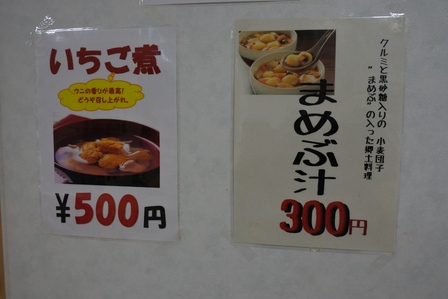 いちご煮
ウニの香りが最高!
どうぞ召し上がれ。
¥500円
クルミと黒砂糖入りの 小麦団子
"まめぶ"の入った郷土料理
まめぶ汁
300円